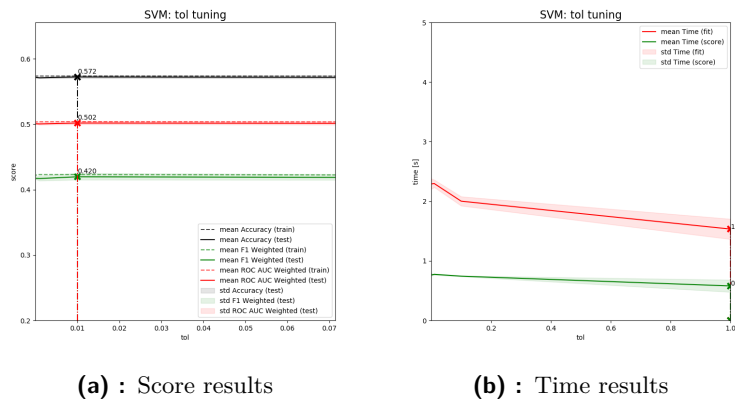 SVM: tol tuning
score
0.6
0.5
0.4
0.3
0.2
0.572
0.502
0.420
mean Accuracy (train)
mean Accuracy (test)
mean F1 Weighted (train)
mean F1 Weighted (test)
mean ROC AUC Weighted (train)
mean ROC AUC Weighted (test)
std Accuracy (test)
std F1 Weighted (test)
std ROC AUC Weighted (test)
0.01 0.02 0.03 0.04 0.05 0.06 0.07
tol
(a) : Score results
SVM: tol tuning
time [s]
5
4
3
2
1
0
mean Time (fit)
mean Time (score)
std Time (fit)
std Time (score)
1
0
0.2 0.4 0.6 0.8 1.0
tol
(b) : Time results